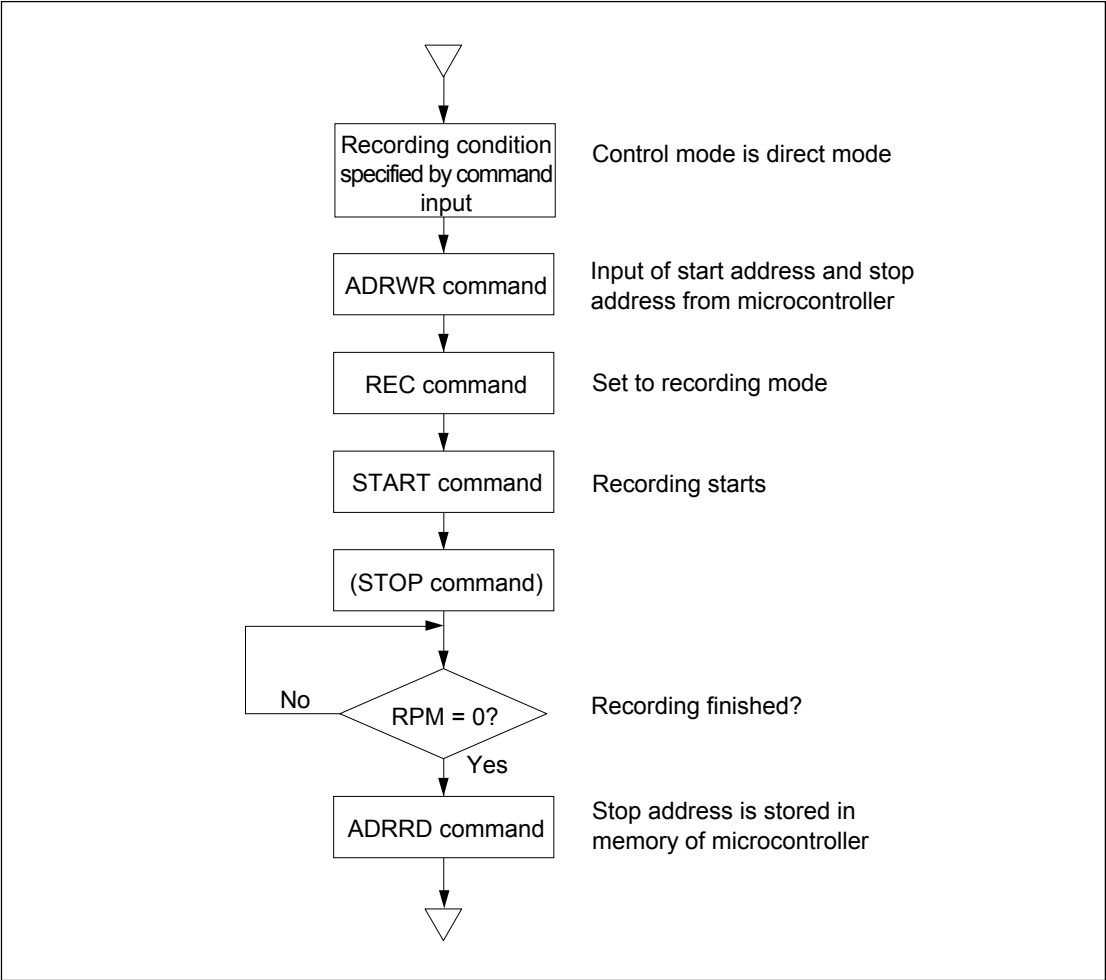 Recording condition
specified by command
input
Control mode is direct mode
ADRWR command
Input of start address and stop
address from microcontroller
REC command
Set to recording mode
START command
Recording starts
(STOP command)
No
RPM = 0?
Recording finished?
Yes
ADRRD command
Stop address is stored in
memory of microcontroller